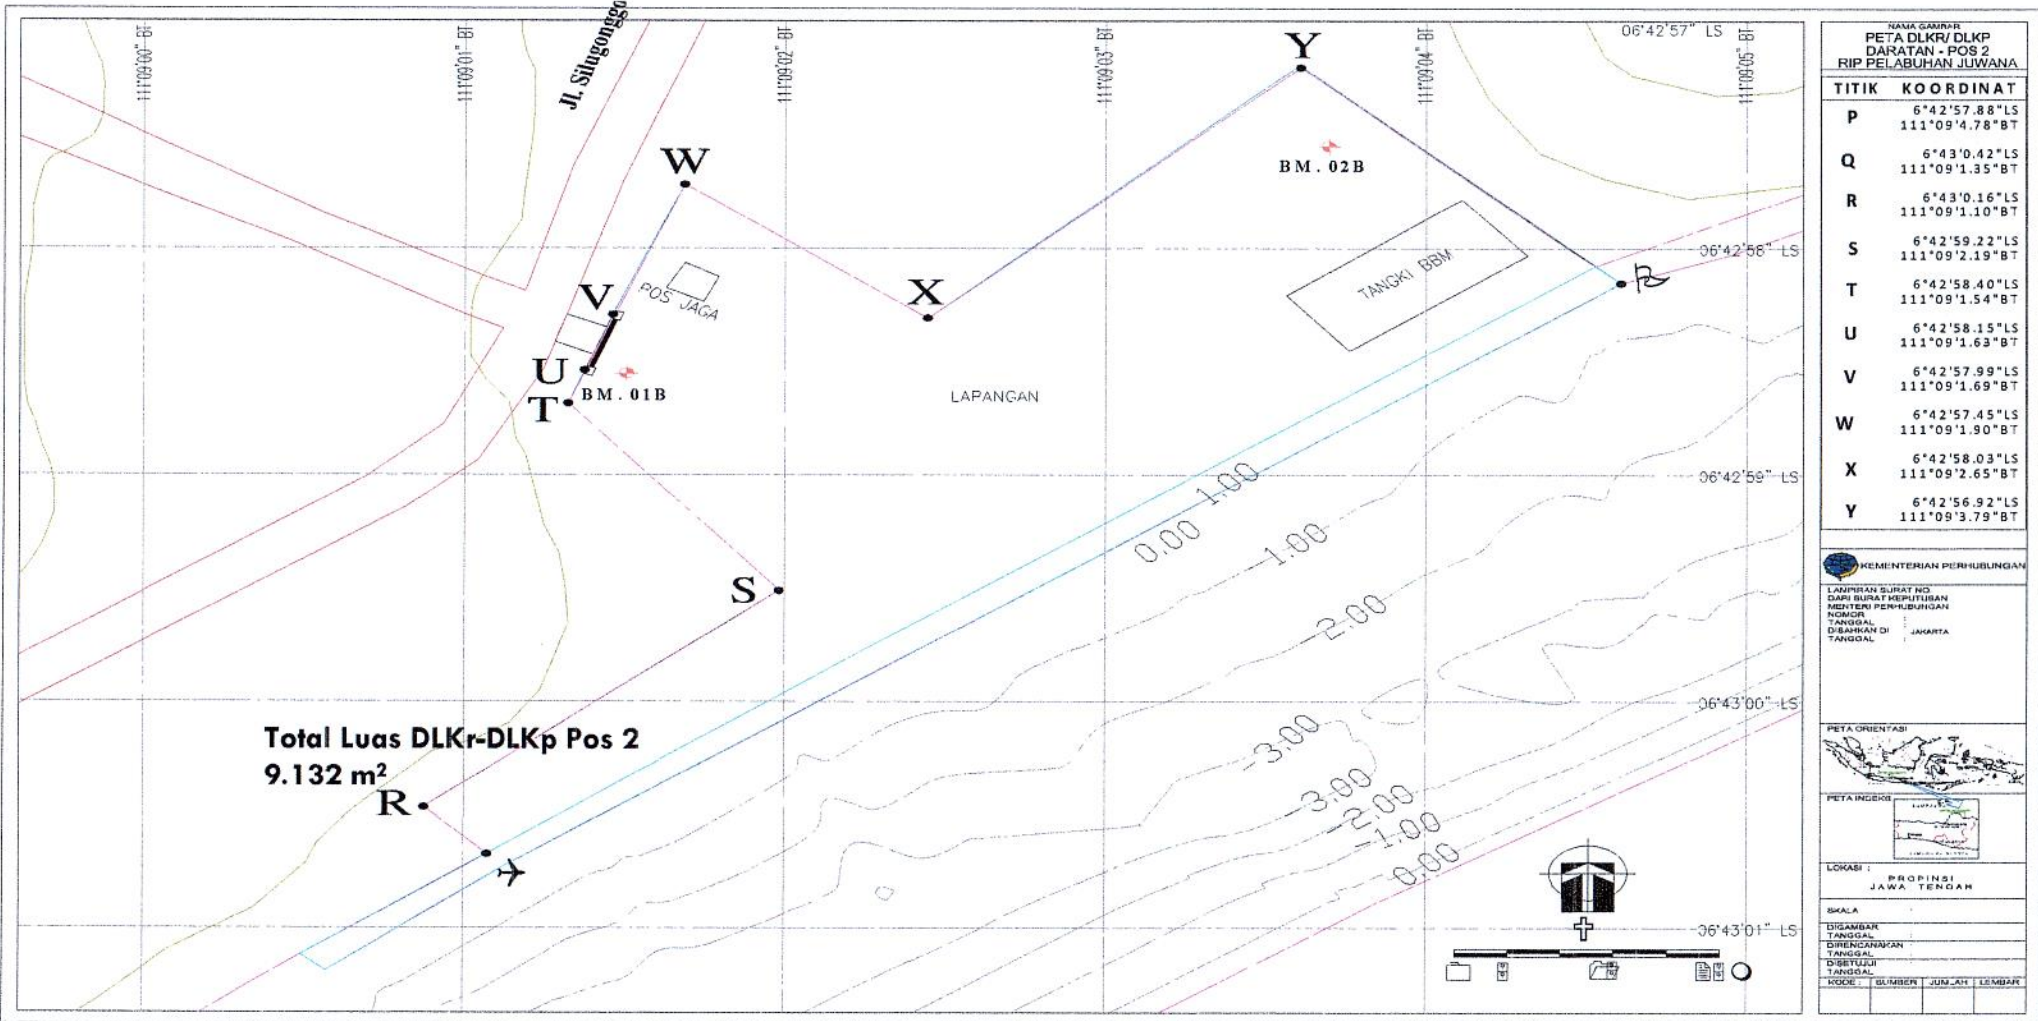 111°09'00" BT
111°09'01" BT
Jl. Silugonggo
111°09'02" BT
111°09'03" BT
111°09'04" BT
06°42'57" LS
111°09'05" BT
Y
W
BM. 02B
06°42'58" LS
TANGKI BBM
V
POS JAGA
X
U
T
BM. 01B
LAPANGAN
06°42'59" LS
1.00
0.00
-1.00
S
-2.00
06°43'00" LS
Total Luas DLKr-DLKp Pos 2
9.132 m²
R
-3.00
-3.00
-2.00
-1.00
0.00
06°43'01" LS
NAMA GAMBAR
PETA DLKR/ DLKP
DARATAN - POS 2
RIP PELABUHAN JUWANA
TITIK KOORDINAT
P 6°42'57.88"LS
111°09'4.78"BT
Q 6°43'0.42"LS
111°09'1.35"BT
R 6°43'0.16"LS
111°09'1.10"BT
S 6°42'59.22"LS
111°09'2.19"BT
T 6°42'58.40"LS
111°09'1.54"BT
U 6°42'58.15"LS
111°09'1.63"BT
V 6°42'57.99"LS
111°09'1.69"BT
W 6°42'57.45"LS
111°09'1.90"BT
X 6°42'58.03"LS
111°09'2.65"BT
Y 6°42'56.92"LS
111°09'3.79"BT
KEMENTERIAN PERHUBUNGAN
LAMPIRAN SURAT NO
DARI SURAT KEPUTUSAN
MENTERI PERHUBUNGAN
NOMOR :
TANGGAL :
DISAHKAN DI : JAKARTA
TANGGAL :
PETA ORIENTASI
PETA INDEKS
LOKASI :
PROPINSI
JAWA TENGAH
SKALA :
DIGAMBAR
TANGGAL
DIRENCANAKAN
TANGGAL
DISETUJUI
TANGGAL
KODE : SUMBER JUMLAH LEMBAR